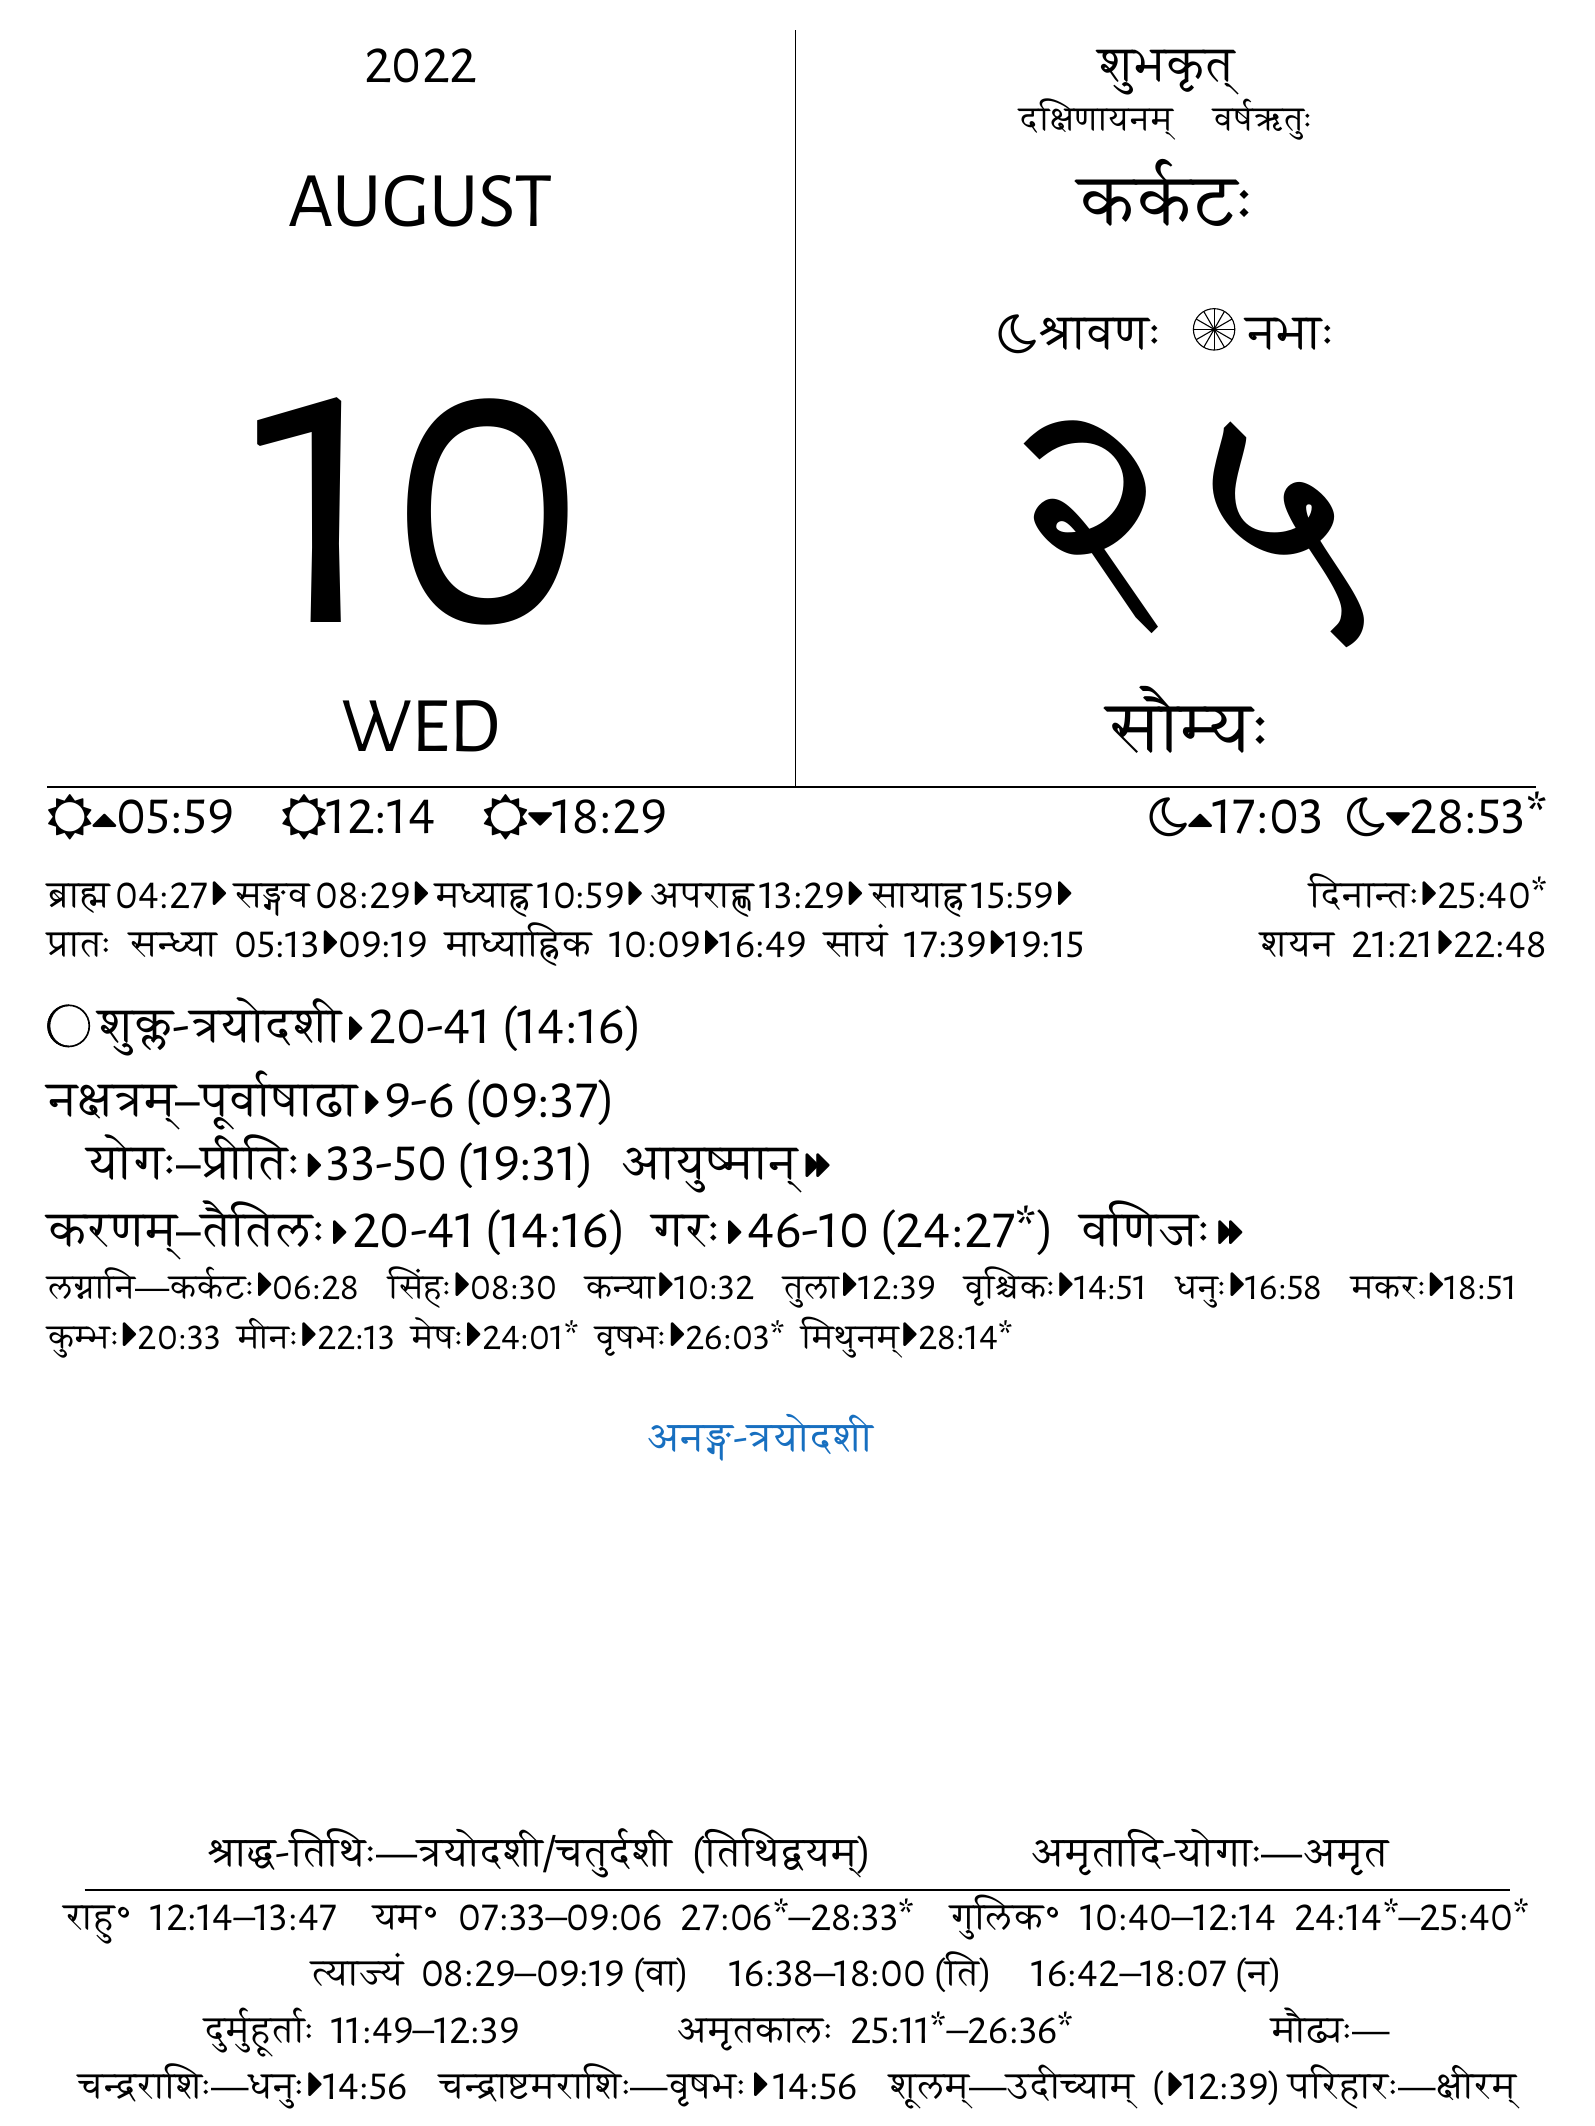 2022
AUGUST
10
WED
शुभकृत्
दक्षिणायनम् वर्षऋतुः
कर्कटः
श्रावणः नभाः
२५
सौम्यः
05:59 12:14 18:29 17:03 28:53*
ब्राह्म 04:27 सङ्गव 08:29 मध्याह्न 10:59 अपराह्ण 13:29 सायाह्न 15:59 दिनान्तः 25:40*
प्रातः सन्ध्या 05:13 09:19 माध्याह्निक 10:09 16:49 सायं 17:39 19:15 शयन 21:21 22:48
शुक्ल-त्रयोदशी 20-41 (14:16)
नक्षत्रम्–पूर्वाषाढा 9-6 (09:37)
योगः–प्रीतिः 33-50 (19:31) आयुष्मान्
करणम्–तैतिलः 20-41 (14:16) गरः 46-10 (24:27*) वणिजः
लग्नानि—कर्कटः 06:28 सिंहः 08:30 कन्या 10:32 तुला 12:39 वृश्चिकः 14:51 धनुः 16:58 मकरः 18:51
कुम्भः 20:33 मीनः 22:13 मेषः 24:01* वृषभः 26:03* मिथुनम् 28:14*
अनङ्ग-त्रयोदशी
श्राद्ध-तिथिः—त्रयोदशी/चतुर्दशी (तिथिद्वयम्) अमृतादि-योगाः—अमृत
राहु॰ 12:14–13:47 यम॰ 07:33–09:06 27:06*–28:33* गुलिक॰ 10:40–12:14 24:14*–25:40*
त्याज्यं 08:29–09:19 (वा) 16:38–18:00 (ति) 16:42–18:07 (न)
दुर्मुहूर्ताः 11:49–12:39 अमृतकालः 25:11*–26:36* मौढ्यः—
चन्द्रराशिः—धनुः 14:56 चन्द्राष्टमराशिः—वृषभः 14:56 शूलम्—उदीच्याम् (12:39) परिहारः—क्षीरम्